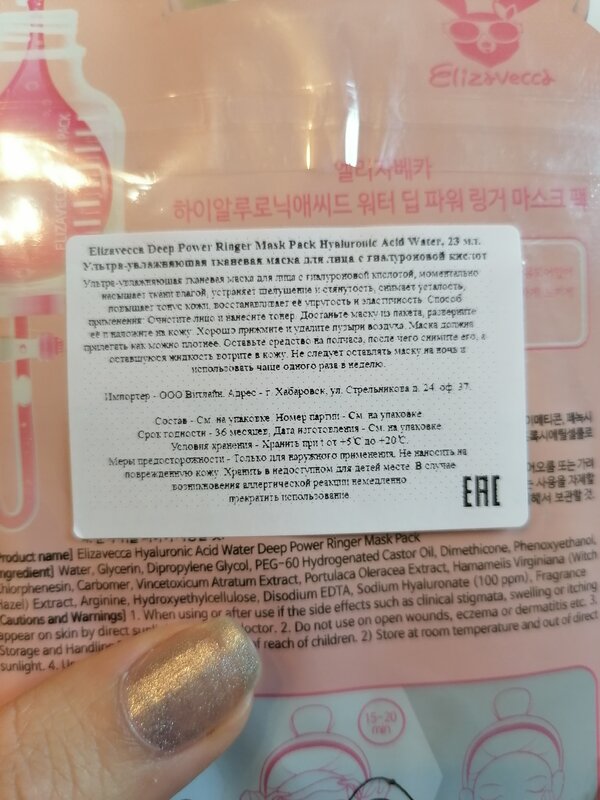 Elizavecca
엘리자베카
하이알루로닉애씨드 워터 딥 파워 링거 마스크 팩
Elizavecca Deep Power Ringer Mask Pack Hyaluronic Acid Water, 23 мл.
Ультра-увлажняющая тканевая маска для лица с гиалуроновой кислот
Ультра-увлажняющая тканевая маска для лица с гиалуроновой кислотой, моментально
насыщает ткани влагой, устраняет шелушение и стянутость, снимает усталость,
повышает тонус кожи, восстанавливает её упругость и эластичность. Способ
применения: Очистите лицо и нанесите тонер. Достаньте маску из пакета, разверните
её и наложите на кожу. Хорошо прижмите и удалите пузыри воздуха. Маска должна
прилегать как можно плотнее. Оставьте средство на полчаса, после чего снимите его, а
оставшуюся жидкость вотрите в кожу. Не следует оставлять маску на ночь и
использовать чаще одного раза в неделю.
Импортер - ООО Витлайн. Адрес - г. Хабаровск, ул. Стрельникова д. 24. оф. 37.
Состав - См. на упаковке. Номер партии - См. на упаковке.
Срок годности - 36 месяцев, Дата изготовления - См. на упаковке.
Условия хранения - Хранить при t от +5°C до +20°C.
Меры предосторожности - Только для наружного применения. Не наносить на
поврежденную кожу. Хранить в недоступном для детей месте. В случае
возникновения аллергической реакции немедленно
прекратить использование.
EAC
Product name] Elizavecca Hyaluronic Acid Water Deep Power Ringer Mask Pack
ngredient] Water, Glycerin, Dipropylene Glycol, PEG-60 Hydrogenated Castor Oil, Dimethicone, Phenoxyethanol,
hlorphenesin, Carbomer, Vincetoxicum Atratum Extract, Portulaca Oleracea Extract, Hamamelis Virginiana (Witch
Hazel) Extract, Arginine, Hydroxyethylcellulose, Disodium EDTA, Sodium Hyaluronate (100 ppm), Fragrance
Cautions and Warnings] 1. When using or after use if the side effects such as clinical stigmata, swelling or itching
appear on skin by direct sun doctor. 2. Do not use on open wounds, eczema or dermatitis etc. 3.
Storage and Handling of reach of children. 2) Store at room temperature and out of direct
sunlight. 4.
15-20
min